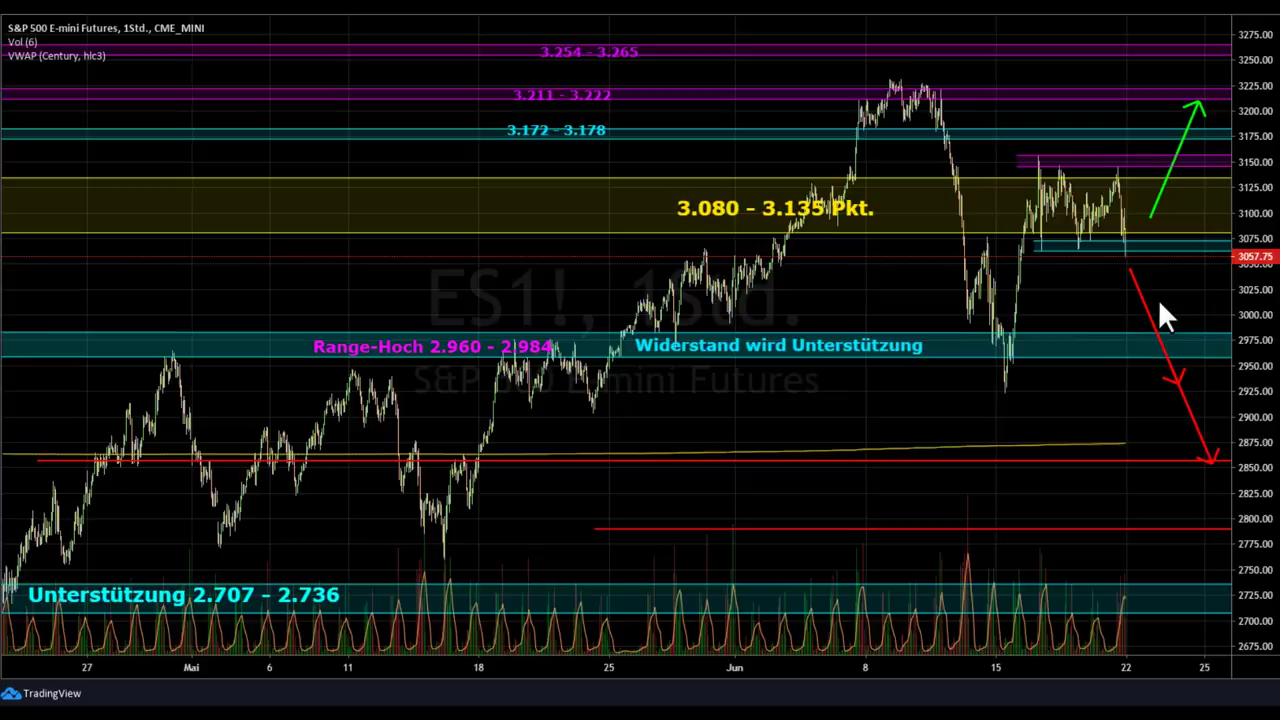 S&P 500 E-mini Futures, 1Std., CME_MINI
Vol (6)
VWAP (Century, hlc3)
3.254 - 3.265
3.211 - 3.222
3.172 - 3.178
3.080 - 3.135 Pkt.
ES1!, 1Std.
S&P 500 E-mini Futures
Range-Hoch 2.960 - 2.984
Widerstand wird Unterstützung
Unterstützung 2.707 - 2.736
3275.00
3250.00
3225.00
3200.00
3175.00
3150.00
3125.00
3100.00
3075.00
3057.75
3050.00
3025.00
3000.00
2975.00
2950.00
2925.00
2900.00
2875.00
2850.00
2825.00
2800.00
2775.00
2750.00
2725.00
2700.00
2675.00
27 Mai 6 11 18 25 Jun 8 15 22 25
TradingView